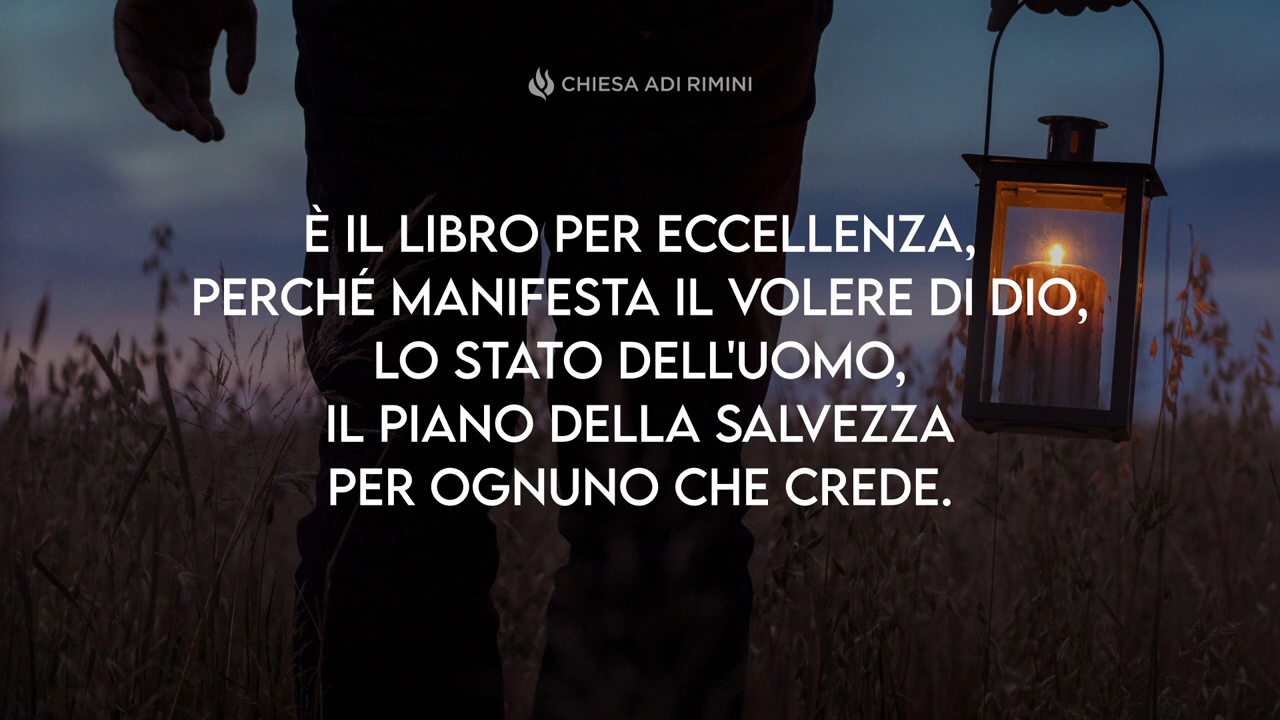 CHIESA ADI RIMINI
È IL LIBRO PER ECCELLENZA,
PERCHÉ MANIFESTA IL VOLERE DI DIO,
LO STATO DELL'UOMO,
IL PIANO DELLA SALVEZZA
PER OGNUNO CHE CREDE.